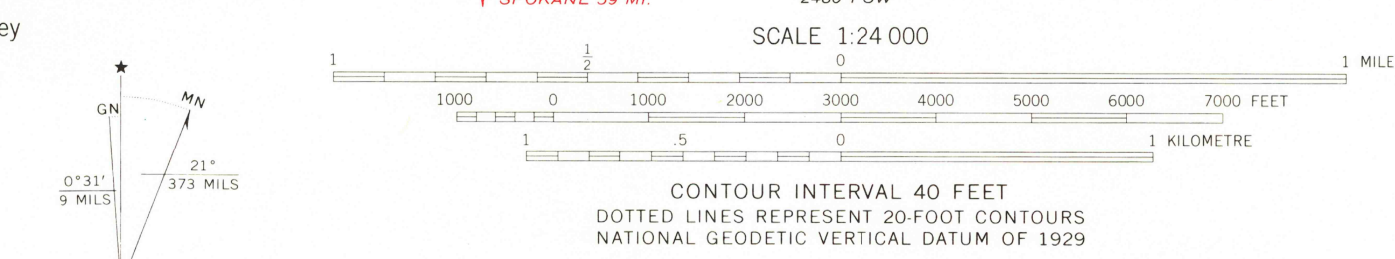 SPOKANE 39 MI.
ey
SCALE 1:24 000
1 1/2 0 1 MILE
1000 0 1000 2000 3000 4000 5000 6000 7000 FEET
1 .5 0 1 KILOMETRE
★
GN MN
0°31′ 21°
9 MILS 373 MILS
CONTOUR INTERVAL 40 FEET
DOTTED LINES REPRESENT 20-FOOT CONTOURS
NATIONAL GEODETIC VERTICAL DATUM OF 1929